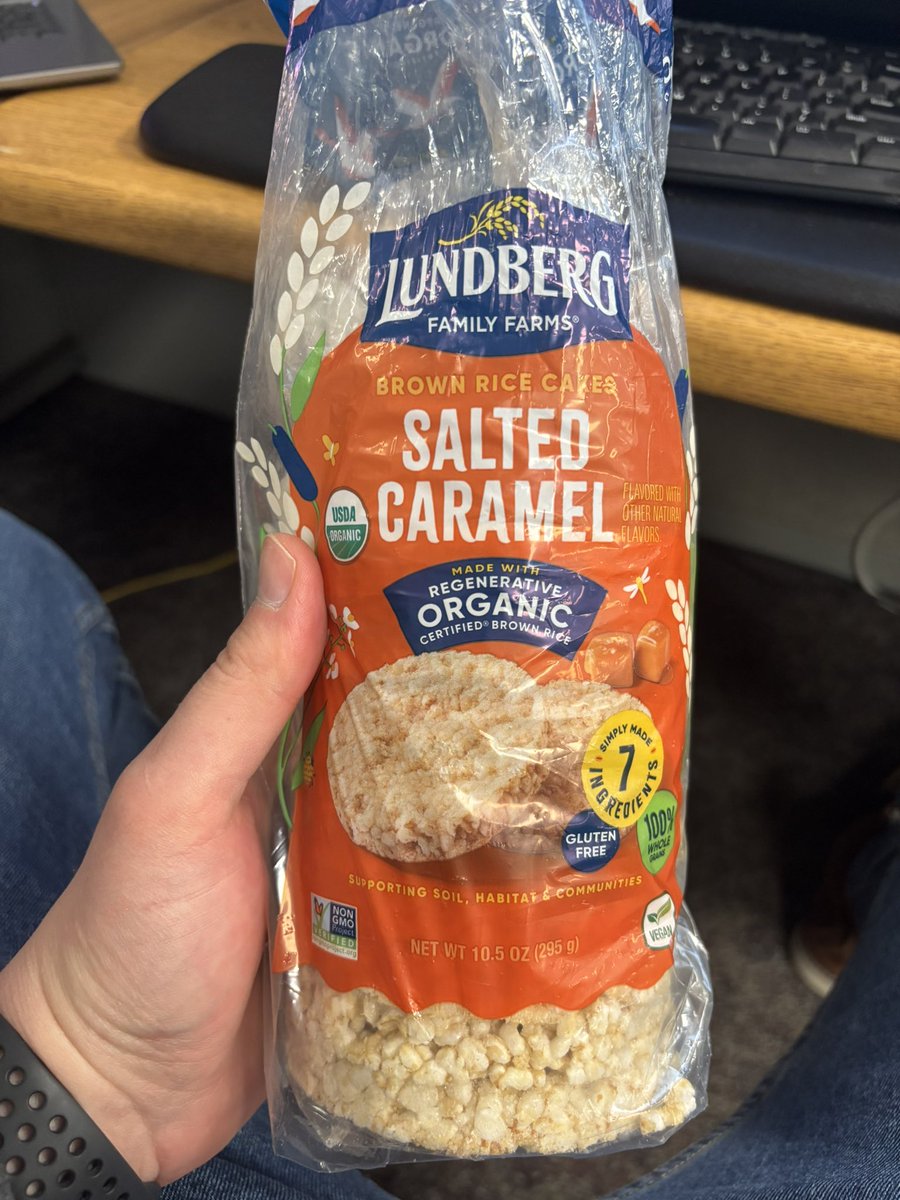 LUNDBERG
FAMILY FARMS®
BROWN RICE CAKES
SALTED
CARAMEL
FLAVORED WITH
OTHER NATURAL
FLAVORS.
USDA
ORGANIC
MADE WITH
REGENERATIVE
ORGANIC
CERTIFIED® BROWN RICE
SIMPLY MADE
7
INGREDIENTS
GLUTEN
FREE
100%
WHOLE
GRAINS
SUPPORTING SOIL, HABITAT & COMMUNITIES
NON
GMO
Project
VERIFIED
VEGAN
NET WT 10.5 OZ (295 g)